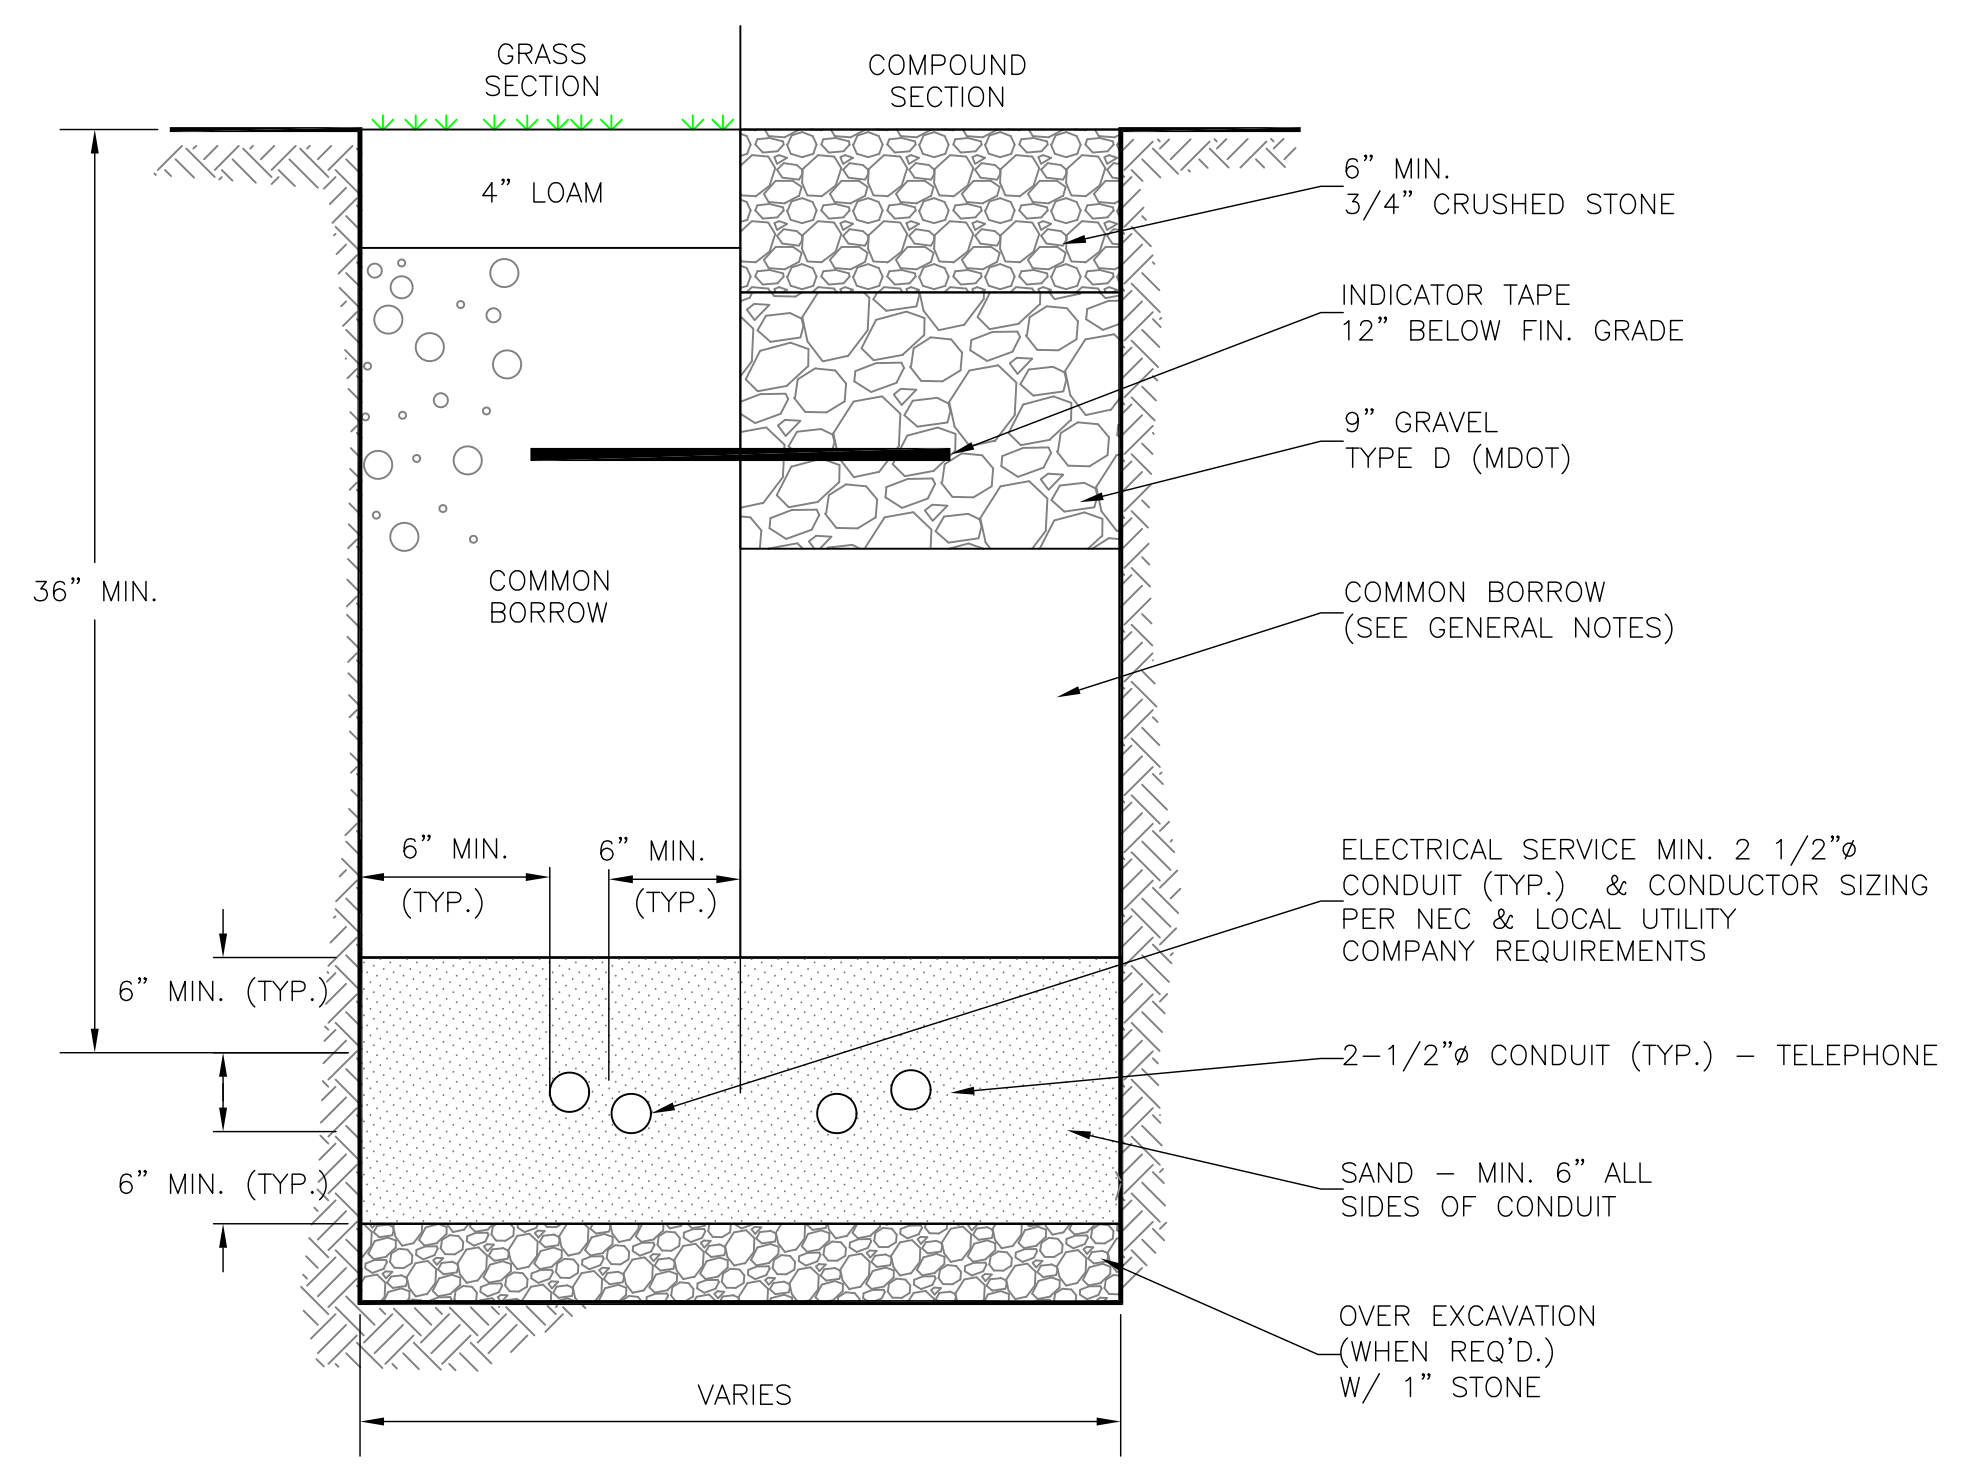 GRASS
SECTION
COMPOUND
SECTION
4” LOAM
6” MIN.
3/4” CRUSHED STONE
INDICATOR TAPE
12” BELOW FIN. GRADE
9” GRAVEL
TYPE D (MDOT)
36” MIN.
COMMON
BORROW
COMMON BORROW
(SEE GENERAL NOTES)
6” MIN.
(TYP.)
6” MIN.
(TYP.)
ELECTRICAL SERVICE MIN. 2 1/2”ø
CONDUIT (TYP.) & CONDUCTOR SIZING
PER NEC & LOCAL UTILITY
COMPANY REQUIREMENTS
6” MIN. (TYP.)
2-1/2”ø CONDUIT (TYP.) – TELEPHONE
6” MIN. (TYP.)
SAND – MIN. 6” ALL
SIDES OF CONDUIT
OVER EXCAVATION
(WHEN REQ’D.)
W/ 1” STONE
VARIES